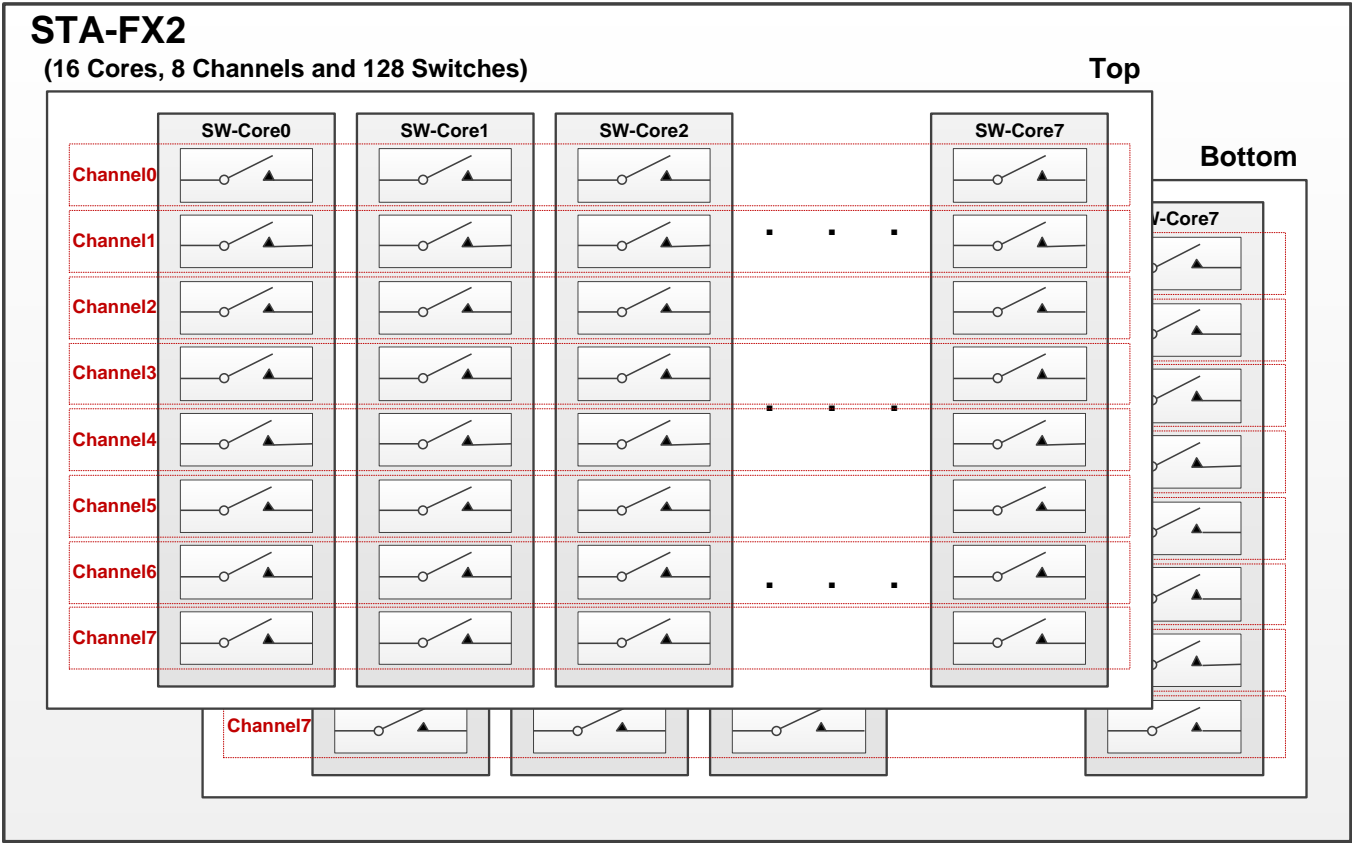 STA-FX2
(16 Cores, 8 Channels and 128 Switches)
Top
SW-Core0 SW-Core1 SW-Core2 . . . SW-Core7
Bottom
Channel0
Channel1
Channel2
Channel3
Channel4
Channel5
Channel6
Channel7
-Core7
Channel7